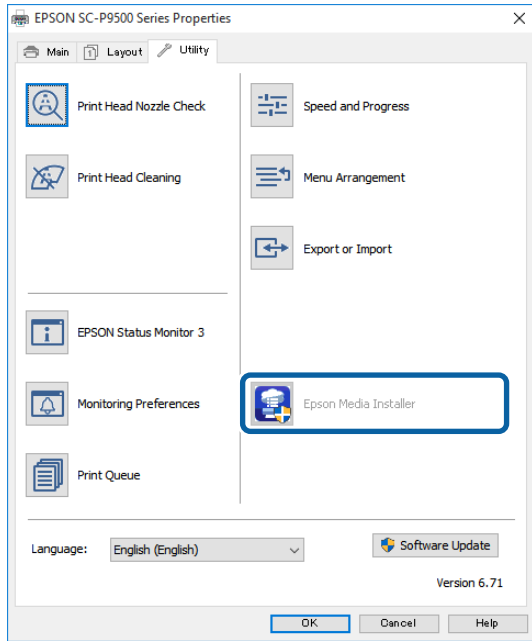 EPSON SC-P9500 Series Properties
Main
Layout
Utility
Print Head Nozzle Check
Speed and Progress
Print Head Cleaning
Menu Arrangement
Export or Import
EPSON Status Monitor 3
Monitoring Preferences
Epson Media Installer
Print Queue
Language:
English (English)
Software Update
Version 6.71
OK
Cancel
Help